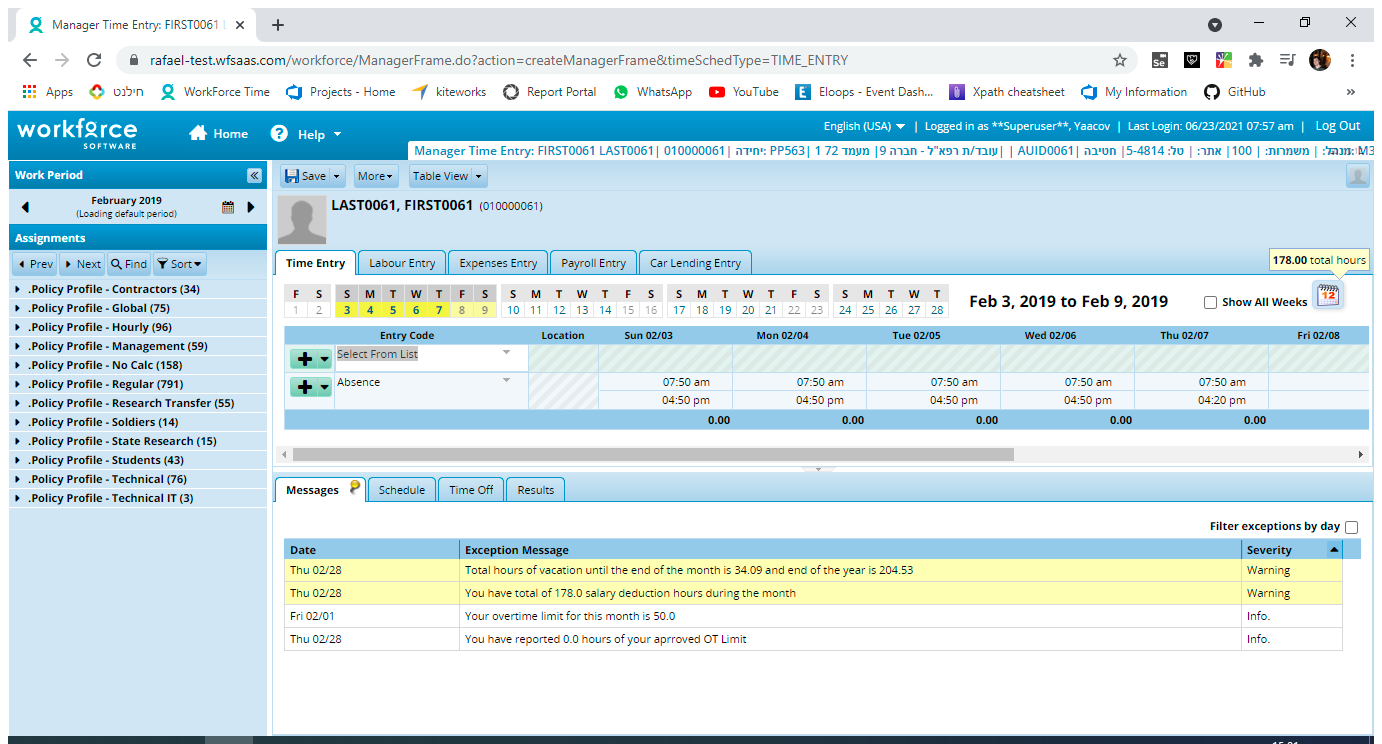 Manager Time Entry: FIRST0061 L
rafael-test.wfsaas.com/workforce/ManagerFrame.do?action=createManagerFrame&timeSchedType=TIME_ENTRY
Apps חילנט WorkForce Time Projects - Home kiteworks Report Portal WhatsApp YouTube Eloops - Event Dash... Xpath cheatsheet My Information GitHub »
workforce SOFTWARE Home Help English (USA) | Logged in as **Superuser**, Yaacov | Last Login: 06/23/2021 07:57 am | Log Out
Manager Time Entry: FIRST0061 LAST0061| 010000061| יחידה: PP563| 1 72 מעמד |9 עובד/ת רפא"ל - חברה| | AUID0061| חטיבה |5-4814 :טל |אתר: |100 :משמרות |
Work Period «
February 2019
(Loading default period)
Assignments
Prev Next Find Sort
.Policy Profile - Contractors (34)
.Policy Profile - Global (75)
.Policy Profile - Hourly (96)
.Policy Profile - Management (59)
.Policy Profile - No Calc (158)
.Policy Profile - Regular (791)
.Policy Profile - Research Transfer (55)
.Policy Profile - Soldiers (14)
.Policy Profile - State Research (15)
.Policy Profile - Students (43)
.Policy Profile - Technical (76)
.Policy Profile - Technical IT (3)
Save More Table View
LAST0061, FIRST0061 (010000061)
Time Entry Labour Entry Expenses Entry Payroll Entry Car Lending Entry
178.00 total hours
F S S M T W T F S S M T W T F S S M T W T F S S M T W T
1 2 3 4 5 6 7 8 9 10 11 12 13 14 15 16 17 18 19 20 21 22 23 24 25 26 27 28
Feb 3, 2019 to Feb 9, 2019 Show All Weeks 12
Entry Code Location Sun 02/03 Mon 02/04 Tue 02/05 Wed 02/06 Thu 02/07 Fri 02/08
Select From List
Absence 07:50 am 07:50 am 07:50 am 07:50 am 07:50 am
04:50 pm 04:50 pm 04:50 pm 04:50 pm 04:20 pm
0.00 0.00 0.00 0.00 0.00
Messages Schedule Time Off Results
Filter exceptions by day
Date Exception Message Severity
Thu 02/28 Total hours of vacation until the end of the month is 34.09 and end of the year is 204.53 Warning
Thu 02/28 You have total of 178.0 salary deduction hours during the month Warning
Fri 02/01 Your overtime limit for this month is 50.0 Info.
Thu 02/28 You have reported 0.0 hours of your aprroved OT Limit Info.